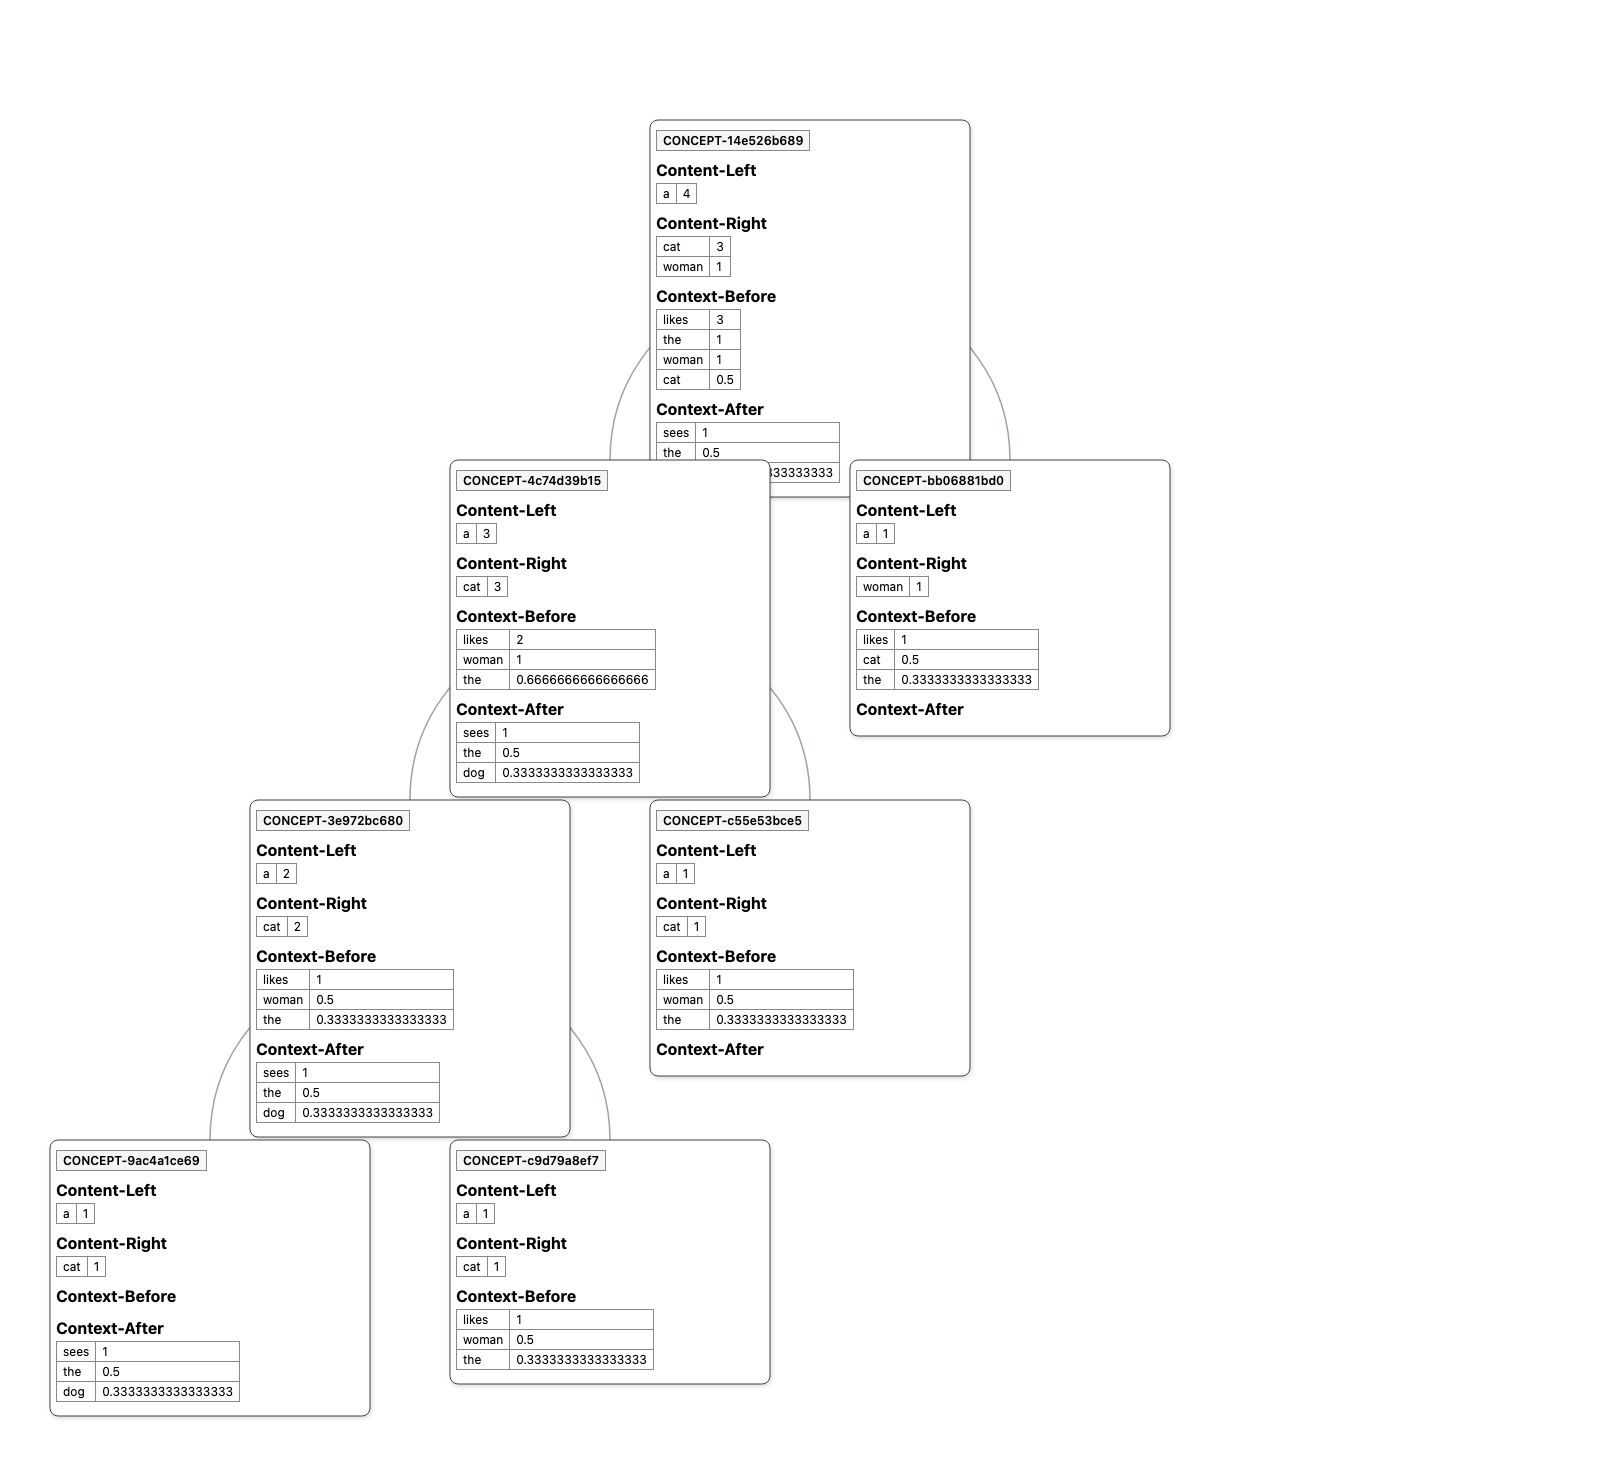 CONCEPT-14e526b689
Content-Left
a 4
Content-Right
cat 3
woman 1
Context-Before
likes 3
the 1
woman 1
cat 0.5
Context-After
sees 1
the 0.5
CONCEPT-4c74d39b15
Content-Left
a 3
Content-Right
cat 3
Context-Before
likes 2
woman 1
the 0.6666666666666666
Context-After
sees 1
the 0.5
dog 0.3333333333333333
CONCEPT-bb06881bd0
Content-Left
a 1
Content-Right
woman 1
Context-Before
likes 1
cat 0.5
the 0.3333333333333333
Context-After
CONCEPT-3e972bc680
Content-Left
a 2
Content-Right
cat 2
Context-Before
likes 1
woman 0.5
the 0.3333333333333333
Context-After
sees 1
the 0.5
dog 0.3333333333333333
CONCEPT-c55e53bce5
Content-Left
a 1
Content-Right
cat 1
Context-Before
likes 1
woman 0.5
the 0.3333333333333333
Context-After
CONCEPT-9ac4a1ce69
Content-Left
a 1
Content-Right
cat 1
Context-Before
Context-After
sees 1
the 0.5
dog 0.3333333333333333
CONCEPT-c9d79a8ef7
Content-Left
a 1
Content-Right
cat 1
Context-Before
likes 1
woman 0.5
the 0.3333333333333333